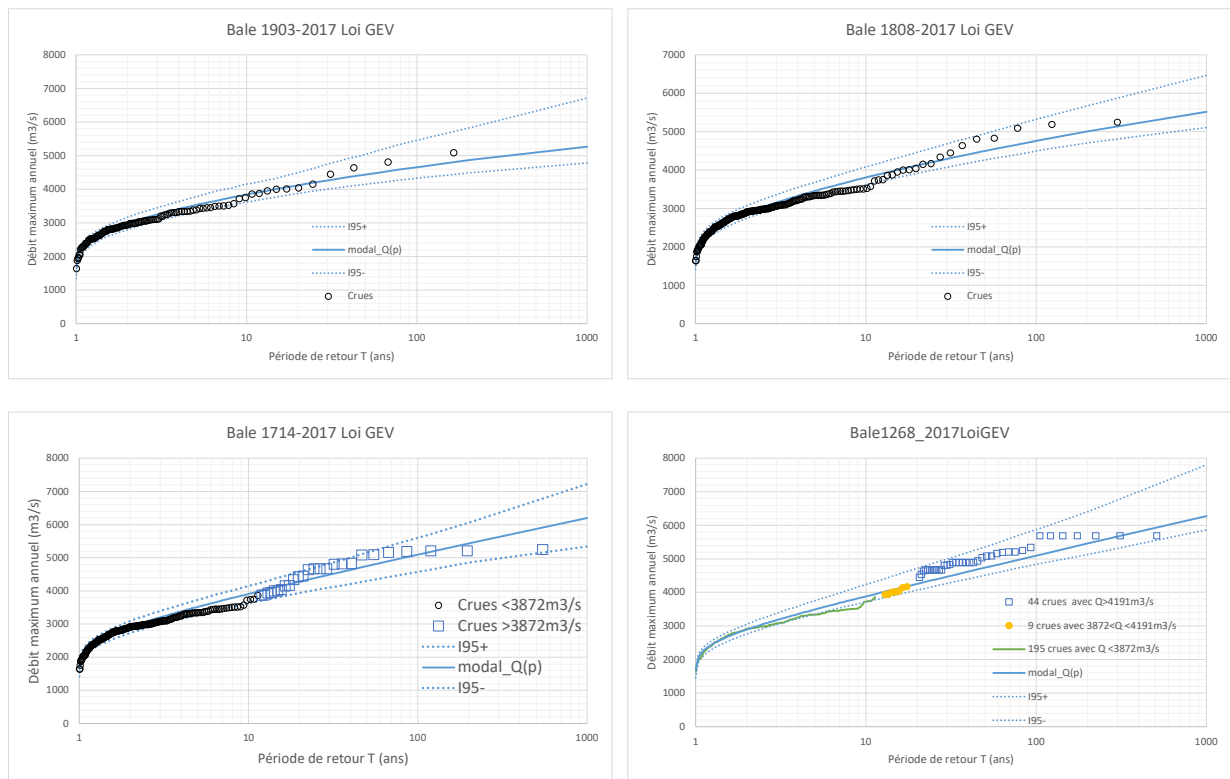 Bale 1903-2017 Loi GEV
8000
7000
6000
5000
4000
3000
2000
1000
0
Débit maximum annuel (m3/s)
I95+
modal_Q(p)
I95-
Crues
1 10 100 1000
Période de retour T (ans)
Bale 1808-2017 Loi GEV
7000
6000
5000
4000
3000
2000
1000
0
Débit maximum annuel (m3/s)
I95+
modal_Q(p)
I95-
Crues
1 10 100 1000
Période de retour T (ans)
Bale 1714-2017 Loi GEV
8000
7000
6000
5000
4000
3000
2000
1000
0
Débit maximum annuel (m3/s)
Crues <3872m3/s
Crues >3872m3/s
I95+
modal_Q(p)
I95-
1 10 100 1000
Période de retour T (ans)
Bale1268_2017LoiGEV
8000
7000
6000
5000
4000
3000
2000
1000
0
Débit maximum annuel (m3/s)
44 crues avec Q>4191m3/s
9 crues avec 3872<Q <4191m3/s
195 crues avec Q <3872m3/s
modal_Q(p)
I95+
I95-
1 10 100 1000
Période de retour T (ans)